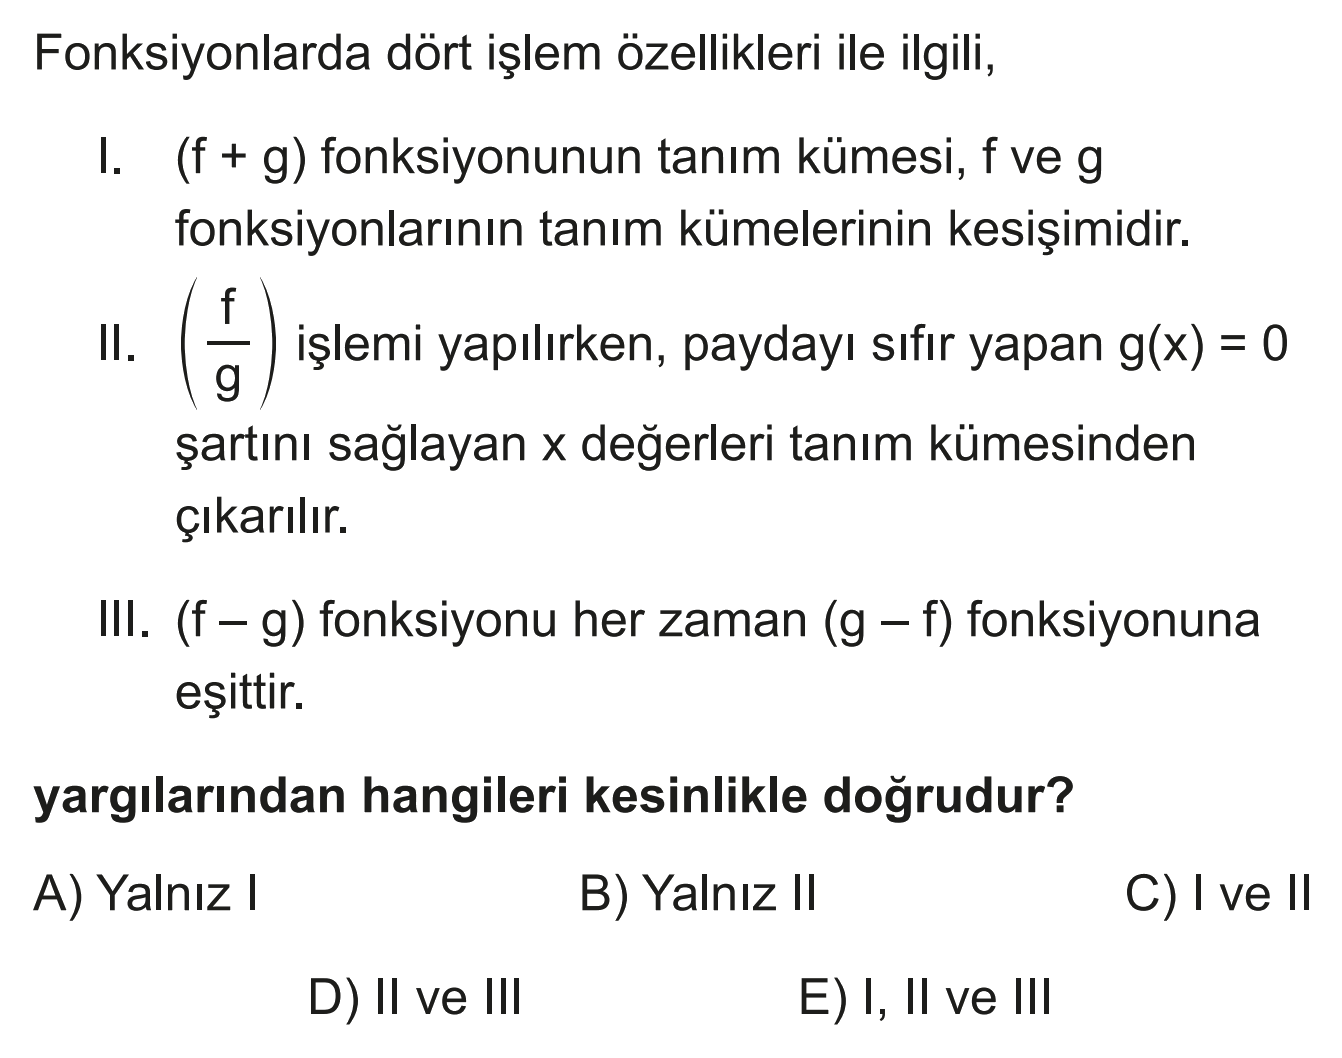 Fonksiyonlarda dört işlem özellikleri ile ilgili,
I. (f + g) fonksiyonunun tanım kümesi, f ve g
fonksiyonlarının tanım kümelerinin kesişimidir.
II. (f/g) işlemi yapılırken, paydayı sıfır yapan g(x) = 0
şartını sağlayan x değerleri tanım kümesinden
çıkarılır.
III. (f – g) fonksiyonu her zaman (g – f) fonksiyonuna
eşittir.
yargılarından hangileri kesinlikle doğrudur?
A) Yalnız I B) Yalnız II C) I ve II
D) II ve III E) I, II ve III